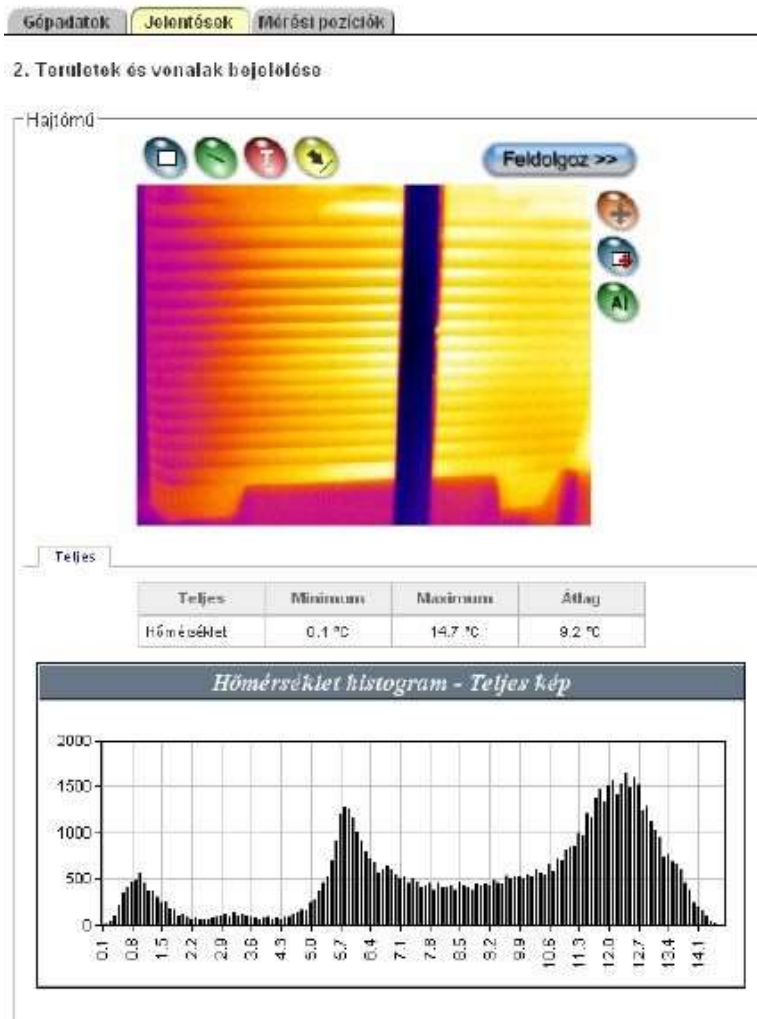 Gépadatok Jelentések Mérési pozíciók
2. Területek és vonalak bejelölése
Hajtómű
T
Feldolgoz >>
A|
Teljes
Teljes Minimum Maximum Átlag
Hőmérséklet 0.1 °C 14.7 °C 9.2 °C
Hőmérséklet histogram - Teljes kép
2000
1500
1000
500
0
0.1 0.8 1.5 2.2 2.9 3.6 4.3 5.0 5.7 6.4 7.1 7.8 8.5 9.2 9.9 10.6 11.3 12.0 12.7 13.4 14.1